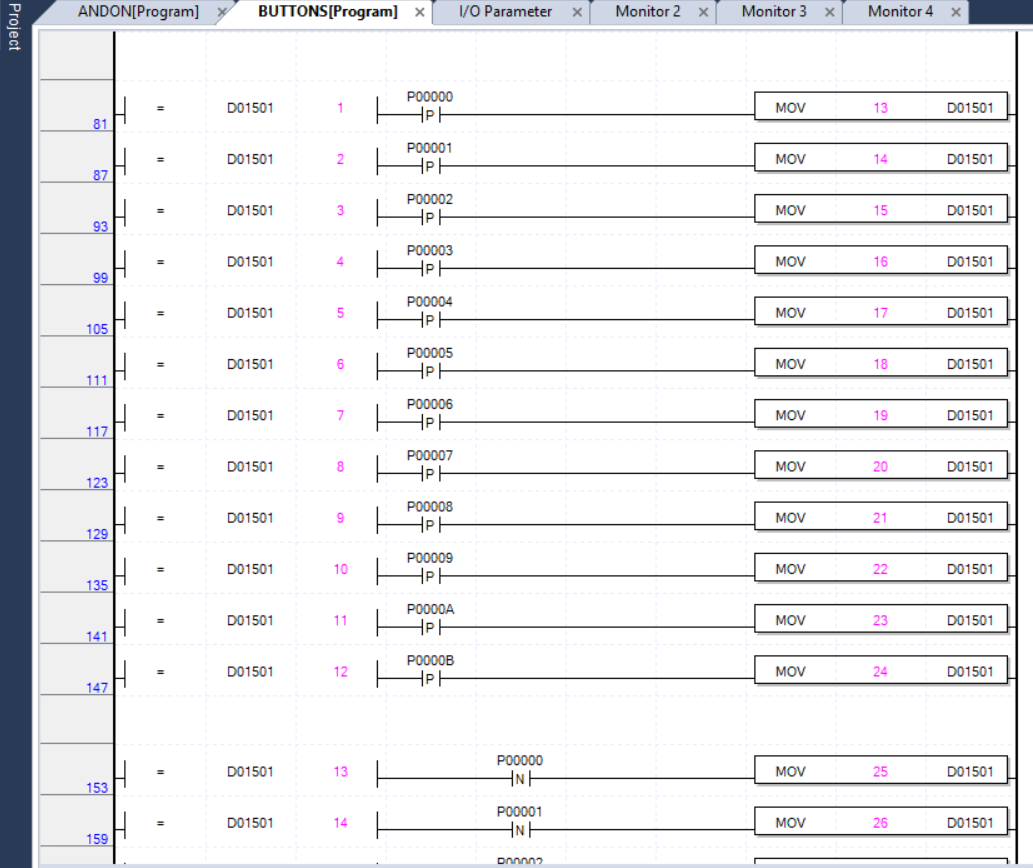 Project
ANDON[Program] × BUTTONS[Program] × I/O Parameter × Monitor 2 × Monitor 3 × Monitor 4 ×
P00000
81 = D01501 1 P MOV 13 D01501
P00001
87 = D01501 2 P MOV 14 D01501
P00002
93 = D01501 3 P MOV 15 D01501
P00003
99 = D01501 4 P MOV 16 D01501
P00004
105 = D01501 5 P MOV 17 D01501
P00005
111 = D01501 6 P MOV 18 D01501
P00006
117 = D01501 7 P MOV 19 D01501
P00007
123 = D01501 8 P MOV 20 D01501
P00008
129 = D01501 9 P MOV 21 D01501
P00009
135 = D01501 10 P MOV 22 D01501
P0000A
141 = D01501 11 P MOV 23 D01501
P0000B
147 = D01501 12 P MOV 24 D01501
P00000
153 = D01501 13 N MOV 25 D01501
P00001
159 = D01501 14 N MOV 26 D01501
P00002